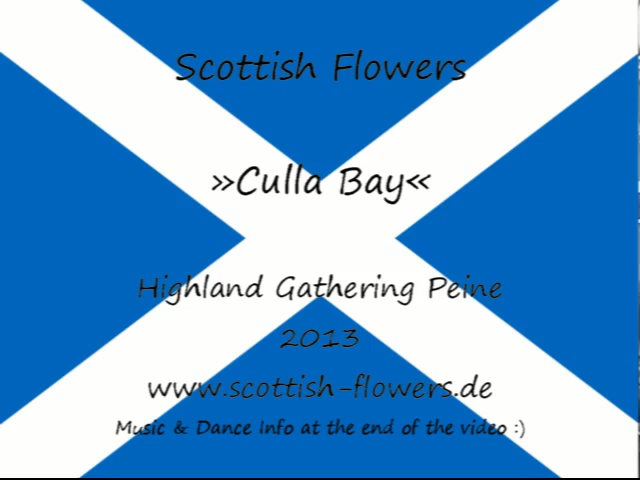 Scottish Flowers
»Culla Bay«
Highland Gathering Peine
2013
www.scottish-flowers.de
Music & Dance Info at the end of the video :)